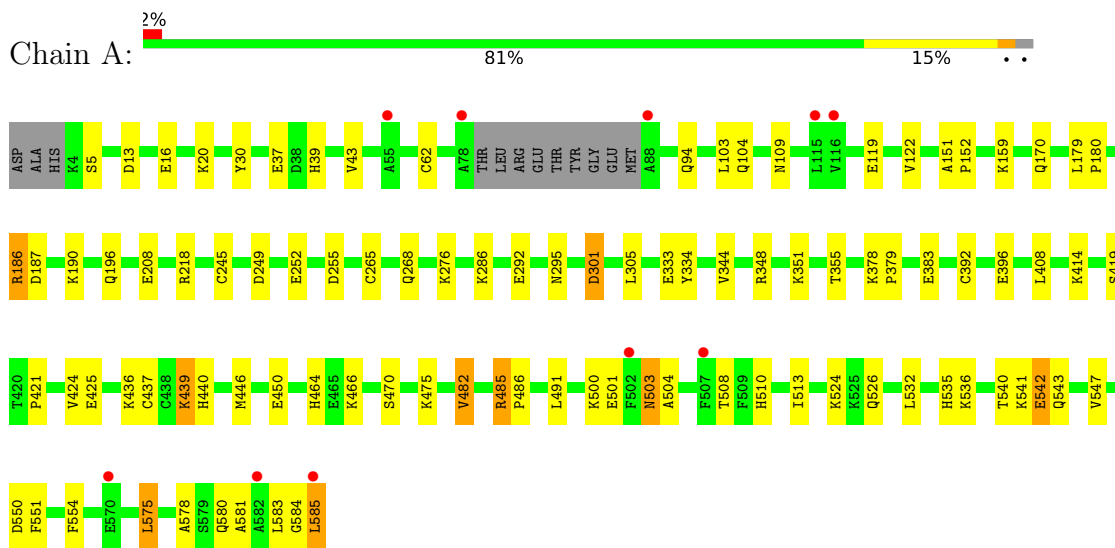 2%
Chain A:
81% 15% • •
ASP ALA HIS K4 S5 D13 E16 K20 Y30 E37 D38 H39 V43 A55 C62 A78 THR LEU ARG GLU THR TYR GLY GLU MET A88 Q94 L103 Q104 N109 L115 V116 E119 V122 A151 P152 K159 Q170 L179 P180
R186 D187 K190 Q196 E208 R218 C245 D249 E252 D255 C265 Q268 K276 K286 E292 N295 D301 L305 E333 Y334 V344 R348 K351 T355 K378 P379 E383 C392 E396 L408 K414 S419
T420 P421 V424 E425 K436 C437 C438 K439 H440 M446 E450 H464 E465 K466 S470 K475 V482 R485 P486 L491 K500 E501 F502 N503 A504 F507 T508 F509 H510 I513 K524 K525 Q526 L532 H535 K536 T540 K541 E542 Q543 V547
D550 F551 F554 E570 L575 A578 S579 Q580 A581 A582 L583 G584 L585